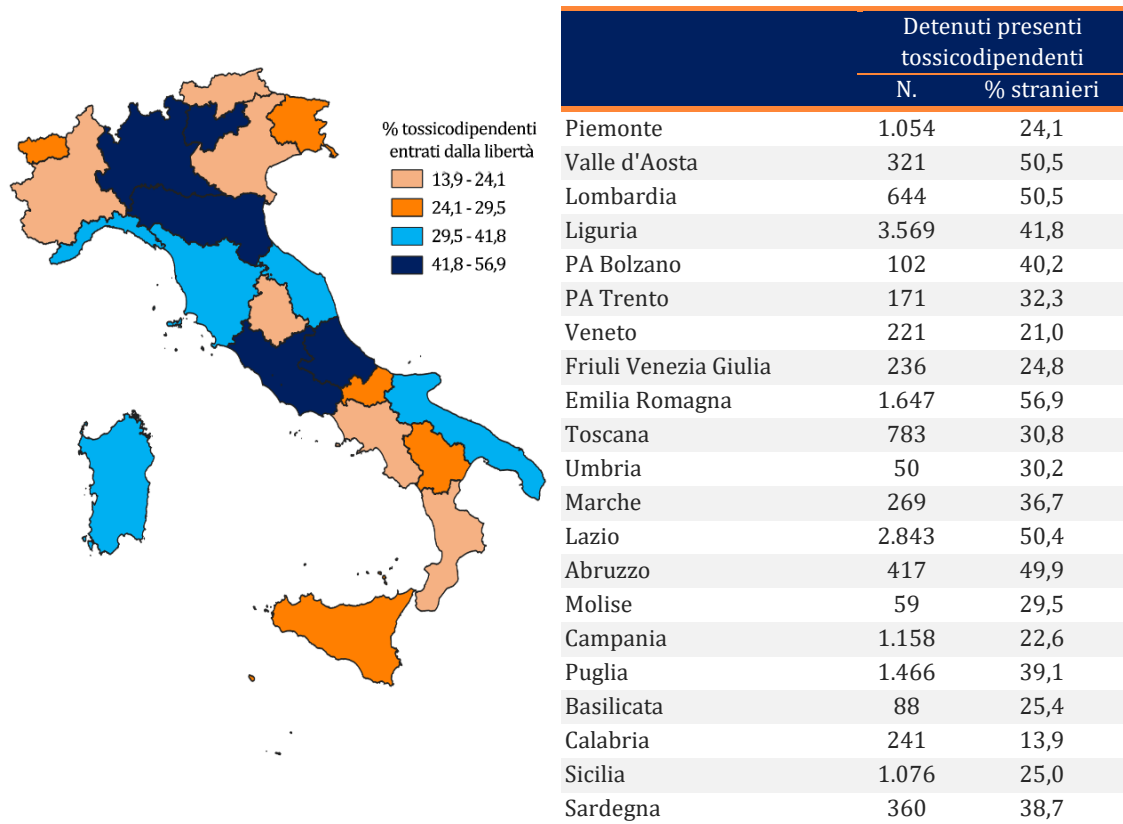 % tossicodipendenti
entrati dalla libertà
13,9 - 24,1
24,1 - 29,5
29,5 - 41,8
41,8 - 56,9
Detenuti presenti
tossicodipendenti
N. % stranieri
Piemonte 1.054 24,1
Valle d'Aosta 321 50,5
Lombardia 644 50,5
Liguria 3.569 41,8
PA Bolzano 102 40,2
PA Trento 171 32,3
Veneto 221 21,0
Friuli Venezia Giulia 236 24,8
Emilia Romagna 1.647 56,9
Toscana 783 30,8
Umbria 50 30,2
Marche 269 36,7
Lazio 2.843 50,4
Abruzzo 417 49,9
Molise 59 29,5
Campania 1.158 22,6
Puglia 1.466 39,1
Basilicata 88 25,4
Calabria 241 13,9
Sicilia 1.076 25,0
Sardegna 360 38,7